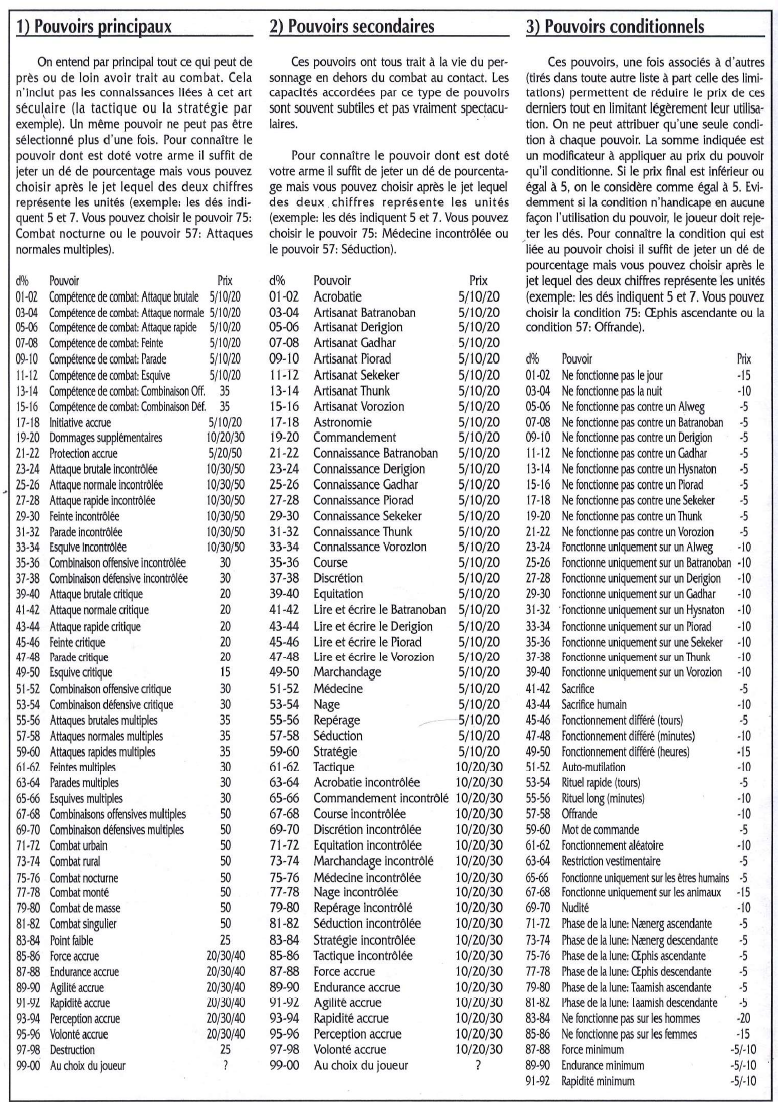 1) Pouvoirs principaux
On entend par principal tout ce qui peut de
près ou de loin avoir trait au combat. Cela
n'inclut pas les connaissances liées à cet art
séculaire (la tactique ou la stratégie par
exemple). Un même pouvoir ne peut pas être
sélectionné plus d'une fois. Pour connaître le
pouvoir dont est doté votre arme il suffit de
jeter un dé de pourcentage mais vous pouvez
choisir après le jet lequel des deux chiffres
représente les unités (exemple: les dés indi-
quent 5 et 7. Vous pouvez choisir le pouvoir 75:
Combat nocturne ou le pouvoir 57: Attaques
normales multiples).
d% Pouvoir Prix
01-02 Compétence de combat: Attaque brutale 5/10/20
03-04 Compétence de combat: Attaque normale 5/10/20
05-06 Compétence de combat: Attaque rapide 5/10/20
07-08 Compétence de combat: Feinte 5/10/20
09-10 Compétence de combat: Parade 5/10/20
11-12 Compétence de combat: Esquive 5/10/20
13-14 Compétence de combat: Combinaison Off. 35
15-16 Compétence de combat: Combinaison Déf. 35
17-18 Initiative accrue 5/10/20
19-20 Dommages supplémentaires 10/20/30
21-22 Protection accrue 5/20/50
23-24 Attaque brutale incontrôlée 10/30/50
25-26 Attaque normale incontrôlée 10/30/50
27-28 Attaque rapide incontrôlée 10/30/50
29-30 Feinte incontrôlée 10/30/50
31-32 Parade incontrôlée 10/30/50
33-34 Esquive Incontrôlée 10/30/50
35-36 Combinaison offensive incontrôlée 30
37-38 Combinaison défensive incontrôlée 30
39-40 Attaque brutale critique 20
41-42 Attaque normale critique 20
43-44 Attaque rapide critique 20
45-46 Feinte critique 20
47-48 Parade critique 20
49-50 Esquive critique 15
51-52 Combinaison offensive critique 30
53-54 Combinaison défensive critique 30
55-56 Attaques brutales multiples 35
57-58 Attaques normales multiples 35
59-60 Attaques rapides multiples 35
61-62 Feintes multiples 30
63-64 Parades multiples 30
65-66 Esquives multiples 30
67-68 Combinaisons offensives multiples 50
69-70 Combinaison défensives multiples 50
71-72 Combat urbain 50
73-74 Combat rural 50
75-76 Combat nocturne 50
77-78 Combat monté 50
79-80 Combat de masse 50
81-82 Combat singulier 50
83-84 Point faible 25
85-86 Force accrue 20/30/40
87-88 Endurance accrue 20/30/40
89-90 Agilité accrue 20/30/40
91-92 Rapidité accrue 20/30/40
93-94 Perception accrue 20/30/40
95-96 Volonté accrue 20/30/40
97-98 Destruction 25
99-00 Au choix du joueur ?
2) Pouvoirs secondaires
Ces pouvoirs ont tous trait à la vie du per-
sonnage en dehors du combat au contact. Les
capacités accordées par ce type de pouvoirs
sont souvent subtiles et pas vraiment spectacu-
laires.
Pour connaître le pouvoir dont est doté
votre arme il suffit de jeter un dé de pourcenta-
ge mais vous pouvez choisir après le jet lequel
des deux chiffres représente les unités
(exemple: les dés indiquent 5 et 7. Vous pouvez
choisir le pouvoir 75: Médecine incontrôlée ou
le pouvoir 57: Séduction).
d% Pouvoir Prix
01-02 Acrobatie 5/10/20
03-04 Artisanat Batranoban 5/10/20
05-06 Artisanat Derigion 5/10/20
07-08 Artisanat Gadhar 5/10/20
09-10 Artisanat Piorad 5/10/20
11-12 Artisanat Sekeker 5/10/20
13-14 Artisanat Thunk 5/10/20
15-16 Artisanat Vorozion 5/10/20
17-18 Astronomie 5/10/20
19-20 Commandement 5/10/20
21-22 Connaissance Batranoban 5/10/20
23-24 Connaissance Derigion 5/10/20
25-26 Connaissance Gadhar 5/10/20
27-28 Connaissance Piorad 5/10/20
29-30 Connaissance Sekeker 5/10/20
31-32 Connaissance Thunk 5/10/20
33-34 Connaissance Vorozion 5/10/20
35-36 Course 5/10/20
37-38 Discrétion 5/10/20
39-40 Equitation 5/10/20
41-42 Lire et écrire le Batranoban 5/10/20
43-44 Lire et écrire le Derigion 5/10/20
45-46 Lire et écrire le Piorad 5/10/20
47-48 Lire et écrire le Vorozion 5/10/20
49-50 Marchandage 5/10/20
51-52 Médecine 5/10/20
53-54 Nage 5/10/20
55-56 Repérage 5/10/20
57-58 Séduction 5/10/20
59-60 Stratégie 5/10/20
61-62 Tactique 10/20/30
63-64 Acrobatie incontrôlée 10/20/30
65-66 Commandement incontrôlé 10/20/30
67-68 Course incontrôlée 10/20/30
69-70 Discrétion incontrôlée 10/20/30
71-72 Equitation incontrôlée 10/20/30
73-74 Marchandage incontrôlé 10/20/30
75-76 Médecine incontrôlée 10/20/30
77-78 Nage incontrôlée 10/20/30
79-80 Repérage incontrôlé 10/20/30
81-82 Séduction incontrôlée 10/20/30
83-84 Stratégie incontrôlée 10/20/30
85-86 Tactique incontrôlée 10/20/30
87-88 Force accrue 10/20/30
89-90 Endurance accrue 10/20/30
91-92 Agilité accrue 10/20/30
93-94 Rapidité accrue 10/20/30
95-96 Perception accrue 10/20/30
97-98 Volonté accrue 10/20/30
99-00 Au choix du joueur ?
3) Pouvoirs conditionnels
Ces pouvoirs, une fois associés à d'autres
(tirés dans toute autre liste à part celle des limi-
tations) permettent de réduire le prix de ces
derniers tout en limitant légèrement leur utilisa-
tion. On ne peut attribuer qu'une seule condi-
tion à chaque pouvoir. La somme indiquée est
un modificateur à appliquer au prix du pouvoir
qu'il conditionne. Si le prix final est inférieur ou
égal à 5, on le considère comme égal à 5. Evi-
demment si la condition n'handicape en aucune
façon l'utilisation du pouvoir, le joueur doit reje-
ter les dés. Pour connaître la condition qui est
liée au pouvoir choisi il suffit de jeter un dé de
pourcentage mais vous pouvez choisir après le
jet lequel des deux chiffres représente les unités
(exemple: les dés indiquent 5 et 7. Vous pouvez
choisir la condition 75: Œphis ascendante ou la
condition 57: Offrande).
d% Pouvoir Prix
01-02 Ne fonctionne pas le jour -15
03-04 Ne fonctionne pas la nuit -10
05-06 Ne fonctionne pas contre un Alweg -5
07-08 Ne fonctionne pas contre un Batranoban -5
09-10 Ne fonctionne pas contre un Derigion -5
11-12 Ne fonctionne pas contre un Gadhar -5
13-14 Ne fonctionne pas contre un Hysnaton -5
15-16 Ne fonctionne pas contre un Piorad -5
17-18 Ne fonctionne pas contre une Sekeker -5
19-20 Ne fonctionne pas contre un Thunk -5
21-22 Ne fonctionne pas contre un Vorozion -5
23-24 Fonctionne uniquement sur un Alweg -10
25-26 Fonctionne uniquement sur un Batranoban -10
27-28 Fonctionne uniquement sur un Derigion -10
29-30 Fonctionne uniquement sur un Gadhar -10
31-32 Fonctionne uniquement sur un Hysnaton -10
33-34 Fonctionne uniquement sur un Piorad -10
35-36 Fonctionne uniquement sur une Sekeker -10
37-38 Fonctionne uniquement sur un Thunk -10
39-40 Fonctionne uniquement sur un Vorozion -10
41-42 Sacrifice -5
43-44 Sacrifice humain -10
45-46 Fonctionnement différé (tours) -5
47-48 Fonctionnement différé (minutes) -10
49-50 Fonctionnement différé (heures) -15
51-52 Auto-mutilation -10
53-54 Rituel rapide (tours) -5
55-56 Rituel long (minutes) -10
57-58 Offrande -10
59-60 Mot de commande -5
61-62 Fonctionnement aléatoire -10
63-64 Restriction vestimentaire -5
65-66 Fonctionne uniquement sur les êtres humains -5
67-68 Fonctionne uniquement sur les animaux -15
69-70 Nudité -10
71-72 Phase de la lune: Nænerg ascendante -5
73-74 Phase de la lune: Nænerg descendante -5
75-76 Phase de la lune: Œphis ascendante -5
77-78 Phase de la lune: Œphis descendante -5
79-80 Phase de la lune: Taamish ascendante -5
81-82 Phase de la lune: Taamish descendante -5
83-84 Ne fonctionne pas sur les hommes -20
85-86 Ne fonctionne pas sur les femmes -15
87-88 Force minimum -5/-10
89-90 Endurance minimum -5/-10
91-92 Rapidité minimum -5/-10